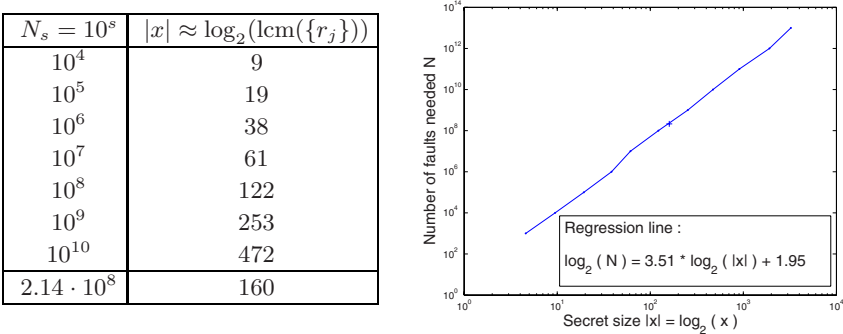 N_s = 10^s |x| ≈ log_2(lcm({r_j}))
10^4 9
10^5 19
10^6 38
10^7 61
10^8 122
10^9 253
10^10 472
2.14 · 10^8 160
10^14
10^12
10^10
10^8
10^6
10^4
10^2
10^0
Number of faults needed N
Regression line :
log_2 ( N ) = 3.51 * log_2 ( |x| ) + 1.95
10^0 10^1 10^2 10^3 10^4
Secret size |x| = log_2 ( x )